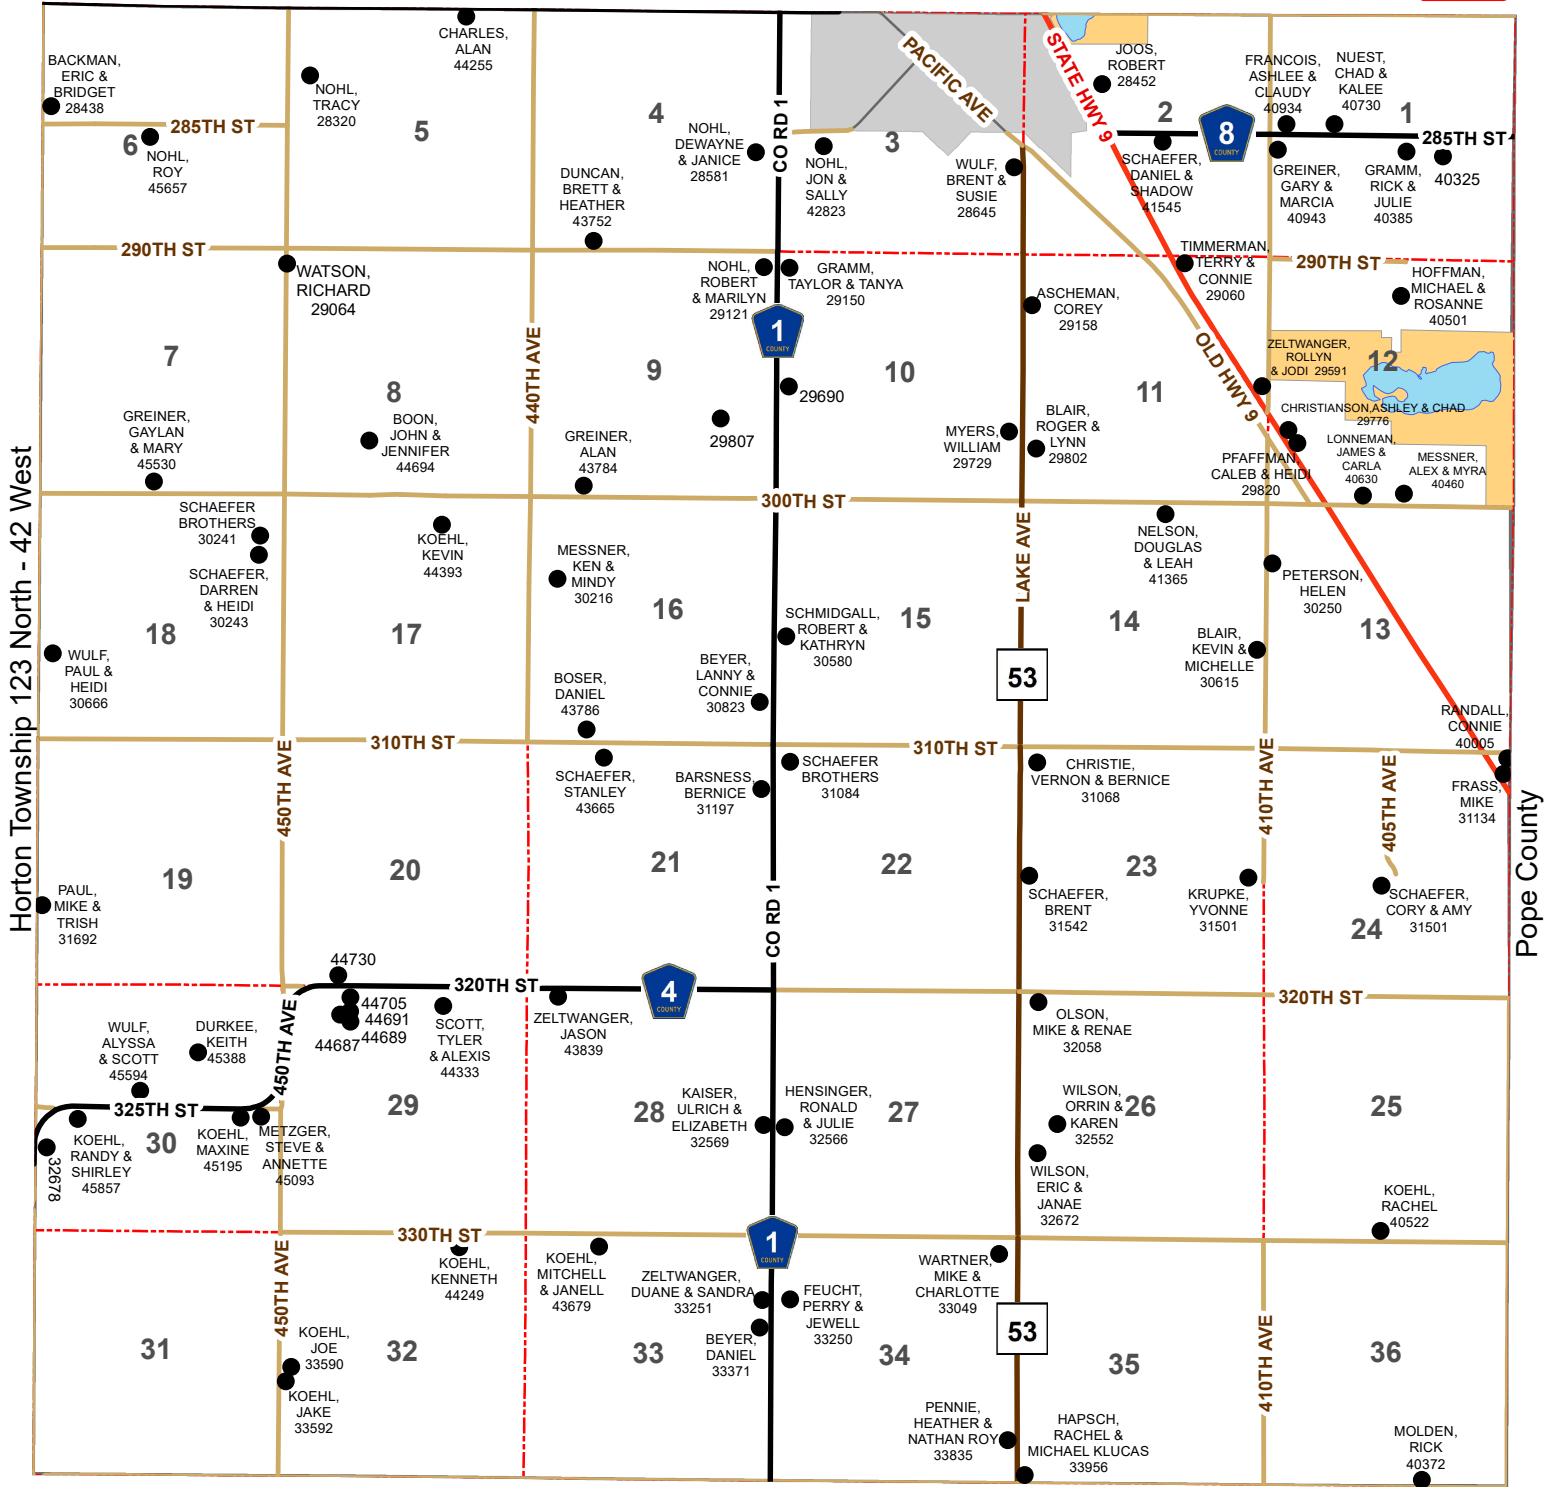 CHARLES,
ALAN
44255
BACKMAN,
ERIC &
BRIDGET
28438
NOHL,
TRACY
28320
285TH ST
6
NOHL,
ROY
45657
5
4
NOHL,
DEWAYNE
& JANICE
28581
CO RD 1
NOHL,
JON &
SALLY
42823
3
PACIFIC AVE
WULF,
BRENT &
SUSIE
28645
STATE HWY 9
JOOS,
ROBERT
28452
2
8
COUNTY
SCHAEFER,
DANIEL &
SHADOW
41545
FRANCOIS,
ASHLEE &
CLAUDY
40934
NUEST,
CHAD &
KALEE
40730
1
285TH ST
GREINER,
GARY &
MARCIA
40943
GRAMM,
RICK &
JULIE
40385
40325
DUNCAN,
BRETT &
HEATHER
43752
290TH ST
WATSON,
RICHARD
29064
NOHL,
ROBERT
& MARILYN
29121
GRAMM,
TAYLOR & TANYA
29150
1
COUNTY
ASCHEMAN,
COREY
29158
TIMMERMAN,
TERRY &
CONNIE
29060
290TH ST
HOFFMAN,
MICHAEL &
ROSANNE
40501
OLD HWY 9
ZELTWANGER,
ROLLYN
& JODI 29591
12
7
8
440TH AVE
9
10
11
29690
29807
GREINER,
GAYLAN
& MARY
45530
BOON,
JOHN &
JENNIFER
44694
GREINER,
ALAN
43784
MYERS,
WILLIAM
29729
BLAIR,
ROGER &
LYNN
29802
CHRISTIANSON,ASHLEY & CHAD
29776
PFAFFMAN,
CALEB & HEIDI
29820
LONNEMAN,
JAMES &
CARLA
40630
MESSNER,
ALEX & MYRA
40460
300TH ST
Horton Township 123 North - 42 West
SCHAEFER
BROTHERS
30241
SCHAEFER,
DARREN
& HEIDI
30243
KOEHL,
KEVIN
44393
MESSNER,
KEN &
MINDY
30216
LAKE AVE
NELSON,
DOUGLAS
& LEAH
41365
PETERSON,
HELEN
30250
18
17
16
15
14
13
WULF,
PAUL &
HEIDI
30666
SCHMIDGALL,
ROBERT &
KATHRYN
30580
BEYER,
LANNY &
CONNIE
30823
BOSER,
DANIEL
43786
53
BLAIR,
KEVIN &
MICHELLE
30615
RANDALL,
CONNIE
40005
310TH ST
310TH ST
450TH AVE
SCHAEFER,
STANLEY
43665
BARSNESS,
BERNICE
31197
SCHAEFER
BROTHERS
31084
CHRISTIE,
VERNON & BERNICE
31068
410TH AVE
405TH AVE
FRASS,
MIKE
31134
Pope County
19
20
21
22
23
24
PAUL,
MIKE &
TRISH
31692
CO RD 1
SCHAEFER,
BRENT
31542
KRUPKE,
YVONNE
31501
SCHAEFER,
CORY & AMY
31501
44730
320TH ST
4
COUNTY
320TH ST
44705
44691
44689
44687
SCOTT,
TYLER
& ALEXIS
44333
ZELTWANGER,
JASON
43839
OLSON,
MIKE & RENAE
32058
WULF,
ALYSSA
& SCOTT
45594
DURKEE,
KEITH
45388
450TH AVE
325TH ST
KOEHL,
RANDY &
SHIRLEY
45857
32678
30
KOEHL,
MAXINE
45195
METZGER,
STEVE &
ANNETTE
45093
29
28
KAISER,
ULRICH &
ELIZABETH
32569
HENSINGER,
RONALD
& JULIE
32566
27
WILSON,
ORRIN &
KAREN
32552
26
25
WILSON,
ERIC &
JANAE
32672
KOEHL,
RACHEL
40522
330TH ST
1
COUNTY
450TH AVE
KOEHL,
KENNETH
44249
KOEHL,
MITCHELL
& JANELL
43679
ZELTWANGER,
DUANE & SANDRA
33251
FEUCHT,
PERRY &
JEWELL
33250
WARTNER,
MIKE &
CHARLOTTE
33049
53
410TH AVE
BEYER,
DANIEL
33371
31
KOEHL,
JOE
33590
32
33
34
35
36
KOEHL,
JAKE
33592
PENNIE,
HEATHER &
NATHAN ROY
33835
HAPSCH,
RACHEL &
MICHAEL KLUCAS
33956
MOLDEN,
RICK
40372